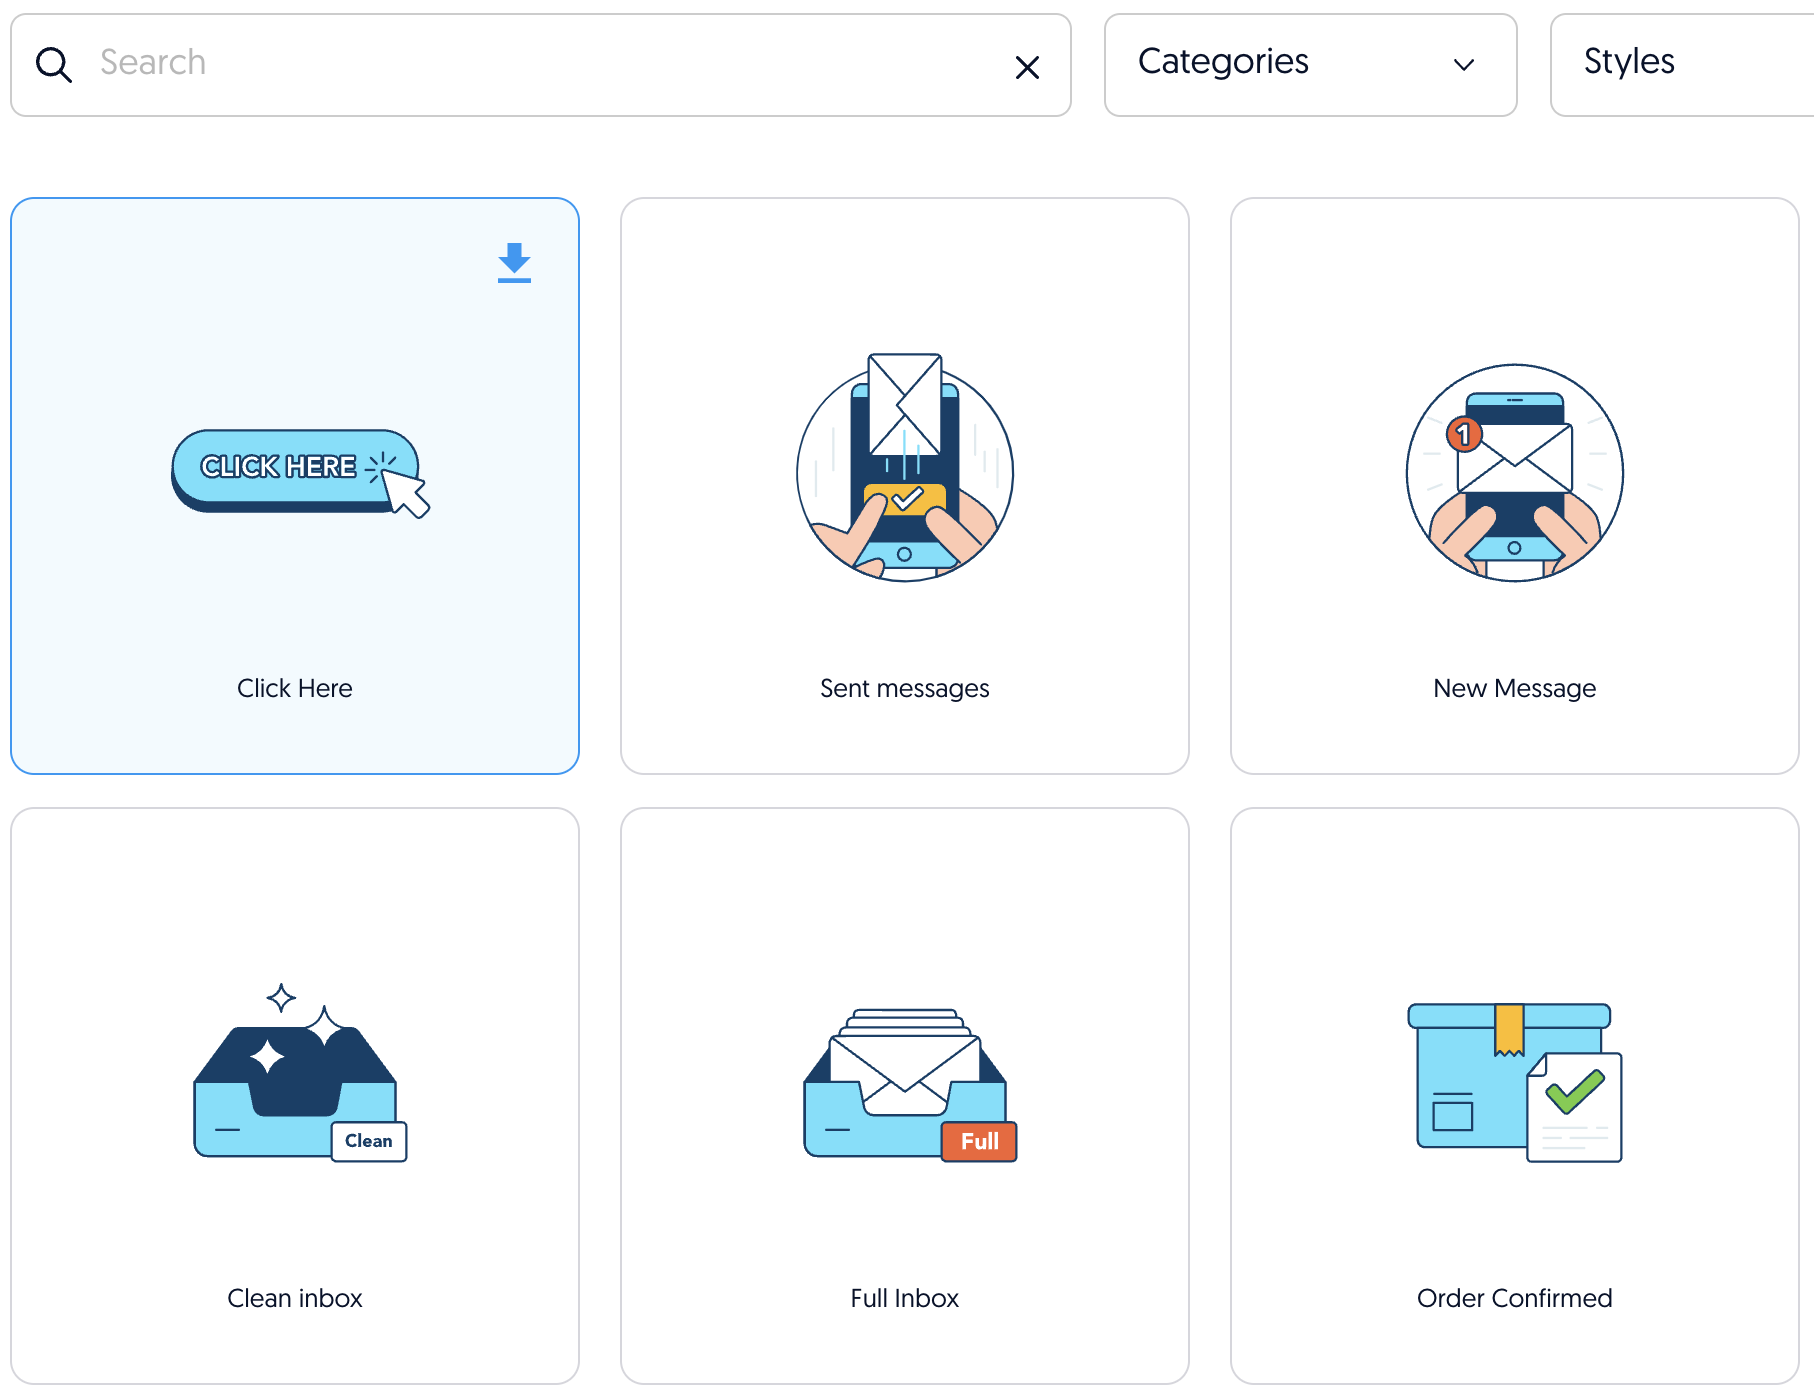 Search
Categories
Styles
CLICK HERE
1
Click Here
Sent messages
New Message
Clean
Full
Clean inbox
Full Inbox
Order Confirmed